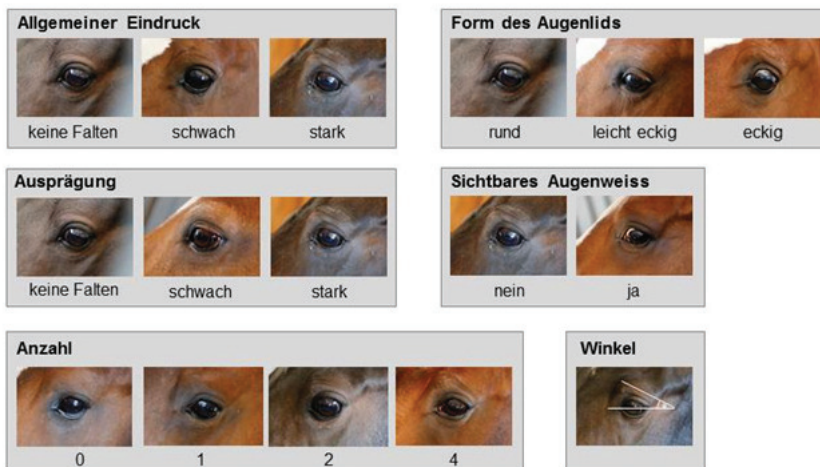 Allgemeiner Eindruck
keine Falten schwach stark
Form des Augenlids
rund leicht eckig eckig
Ausprägung
keine Falten schwach stark
Sichtbares Augenweiss
nein ja
Anzahl
0 1 2 4
Winkel